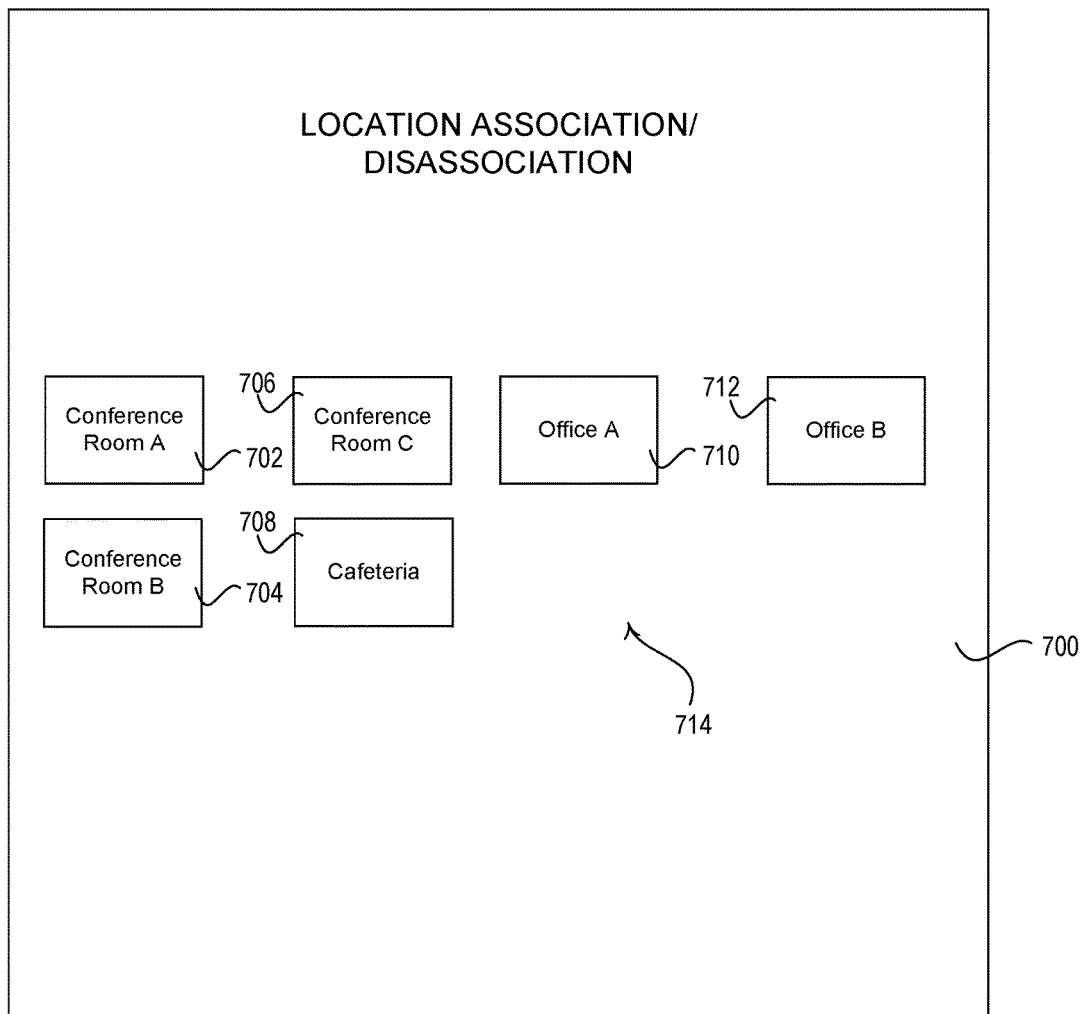 LOCATION ASSOCIATION/
DISASSOCIATION
Conference
Room A
702
706
Conference
Room C
Office A
710
712
Office B
Conference
Room B
704
708
Cafeteria
714
700